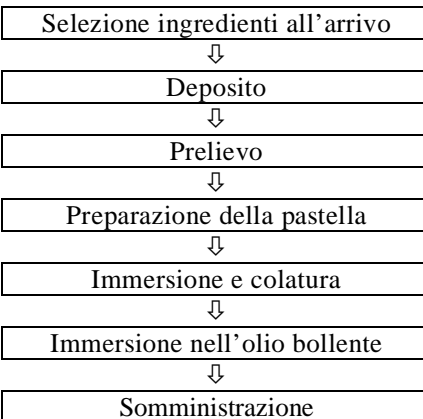 Selezione ingredienti all'arrivo
⇩
Deposito
⇩
Prelievo
⇩
Preparazione della pastella
⇩
Immersione e colatura
⇩
Immersione nell'olio bollente
⇩
Somministrazione